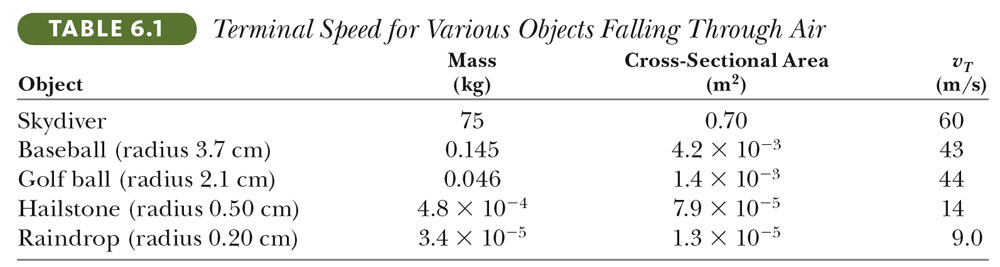 TABLE 6.1 Terminal Speed for Various Objects Falling Through Air
Mass Cross-Sectional Area v_T
Object (kg) (m²) (m/s)
Skydiver 75 0.70 60
Baseball (radius 3.7 cm) 0.145 4.2 × 10⁻³ 43
Golf ball (radius 2.1 cm) 0.046 1.4 × 10⁻³ 44
Hailstone (radius 0.50 cm) 4.8 × 10⁻⁴ 7.9 × 10⁻⁵ 14
Raindrop (radius 0.20 cm) 3.4 × 10⁻⁵ 1.3 × 10⁻⁵ 9.0